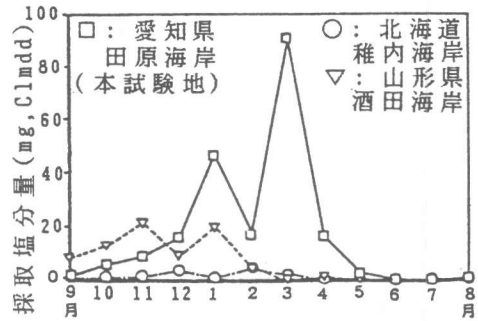 100
80
60
40
20
0
採取塩分量(mg,Clmdd)
□: 愛知県
田原海岸
(本試験地)
○: 北海道
稚内海岸
▽: 山形県
酒田海岸
9 10 11 12 1 2 3 4 5 6 7 8
月 月